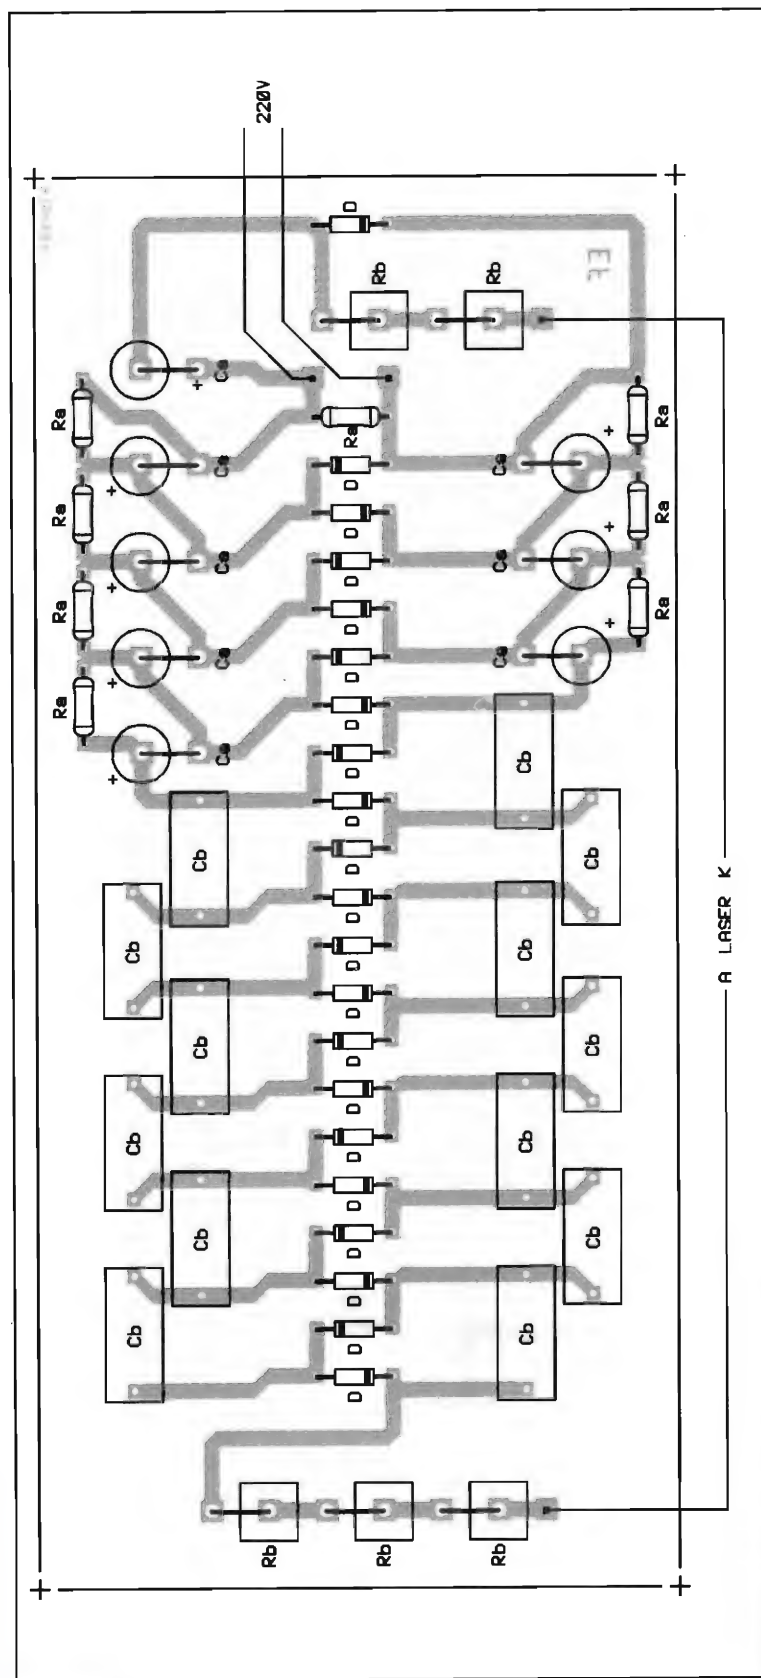 Ra Ra Ra Ra
+ + + +
Cb Cb Cb
+
Cb Cb Cb
Ca Ca Ca Ca Ca
220V
Rb
D D D D D D D D D D D D D D D D D D D D Ra D
Rb Rb
Rb Rb
Ca Ca Ca
Cb Cb Cb Cb
Cb Cb Cb
+ + +
Ra Ra Ra
A LASER K